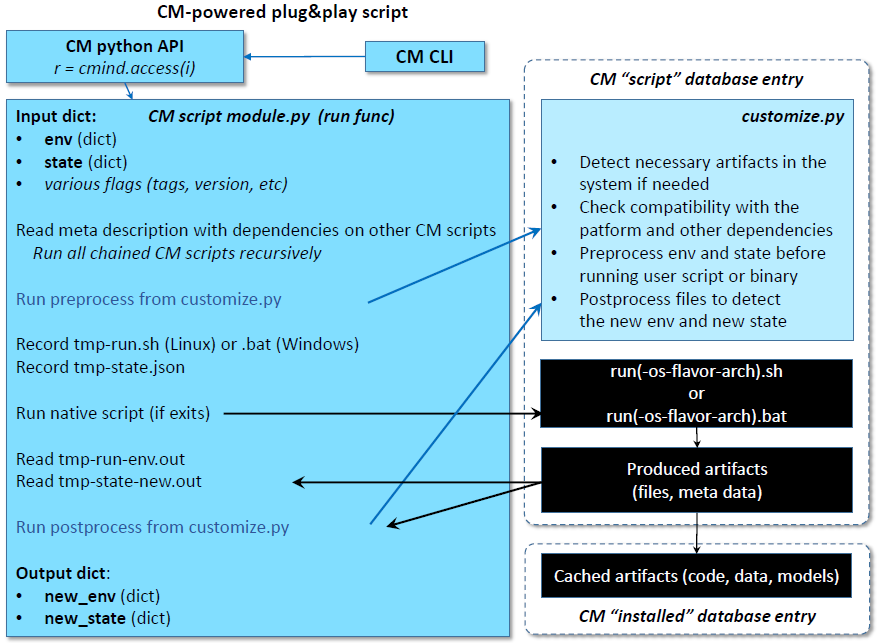 CM-powered plug&play script
CM python API
r = cmind.access(i)
CM CLI
Input dict:
CM script module.py (run func)
• env (dict)
• state (dict)
• various flags (tags, version, etc)
Read meta description with dependencies on other CM scripts
Run all chained CM scripts recursively
Run preprocess from customize.py
Record tmp-run.sh (Linux) or .bat (Windows)
Record tmp-state.json
Run native script (if exits)
Read tmp-run-env.out
Read tmp-state-new.out
Run postprocess from customize.py
Output dict:
• new_env (dict)
• new_state (dict)
CM “script” database entry
customize.py
• Detect necessary artifacts in the
system if needed
• Check compatibility with the
patform and other dependencies
• Preprocess env and state before
running user script or binary
• Postprocess files to detect
the new env and new state
run(-os-flavor-arch).sh
or
run(-os-flavor-arch).bat
Produced artifacts
(files, meta data)
Cached artifacts (code, data, models)
CM “installed” database entry